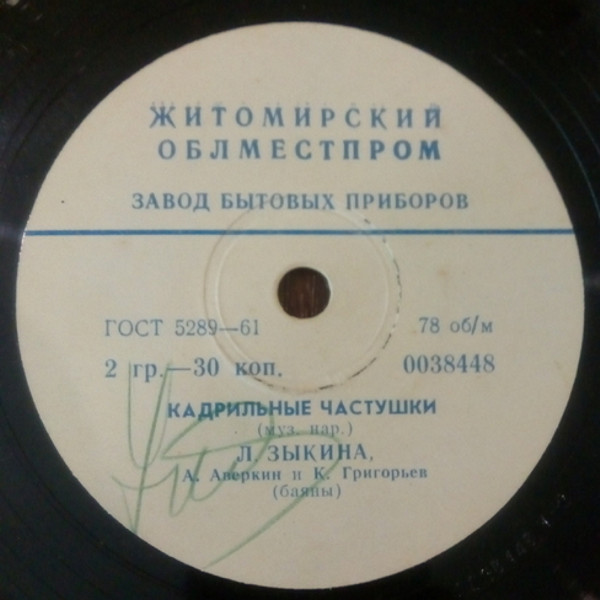 ЖИТОМИРСКИЙ
ОБЛМЕСТПРОМ
ЗАВОД БЫТОВЫХ ПРИБОРОВ
ГОСТ 5289—61 78 об/м
2 гр.—30 коп. 0038448
КАДРИЛЬНЫЕ ЧАСТУШКИ
(муз. нар.)
Л. ЗЫКИНА,
А. Аверкин и К. Григорьев
(баяны)